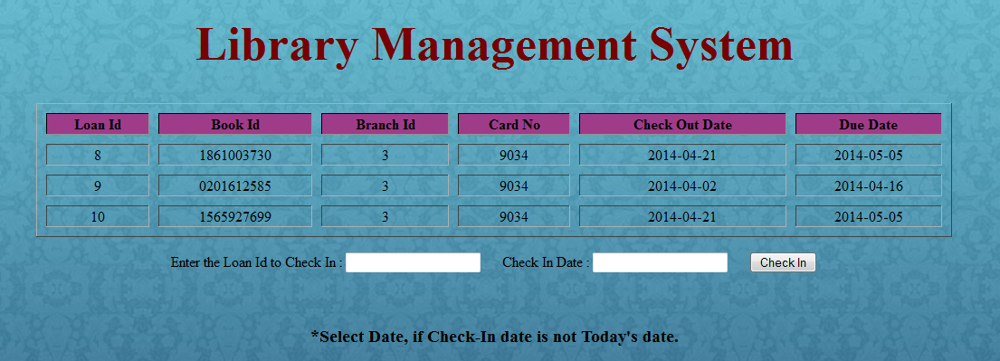 Library Management System
Loan Id Book Id Branch Id Card No Check Out Date Due Date
8 1861003730 3 9034 2014-04-21 2014-05-05
9 0201612585 3 9034 2014-04-02 2014-04-16
10 1565927699 3 9034 2014-04-21 2014-05-05
Enter the Loan Id to Check In : Check In Date : Check In
*Select Date, if Check-In date is not Today's date.